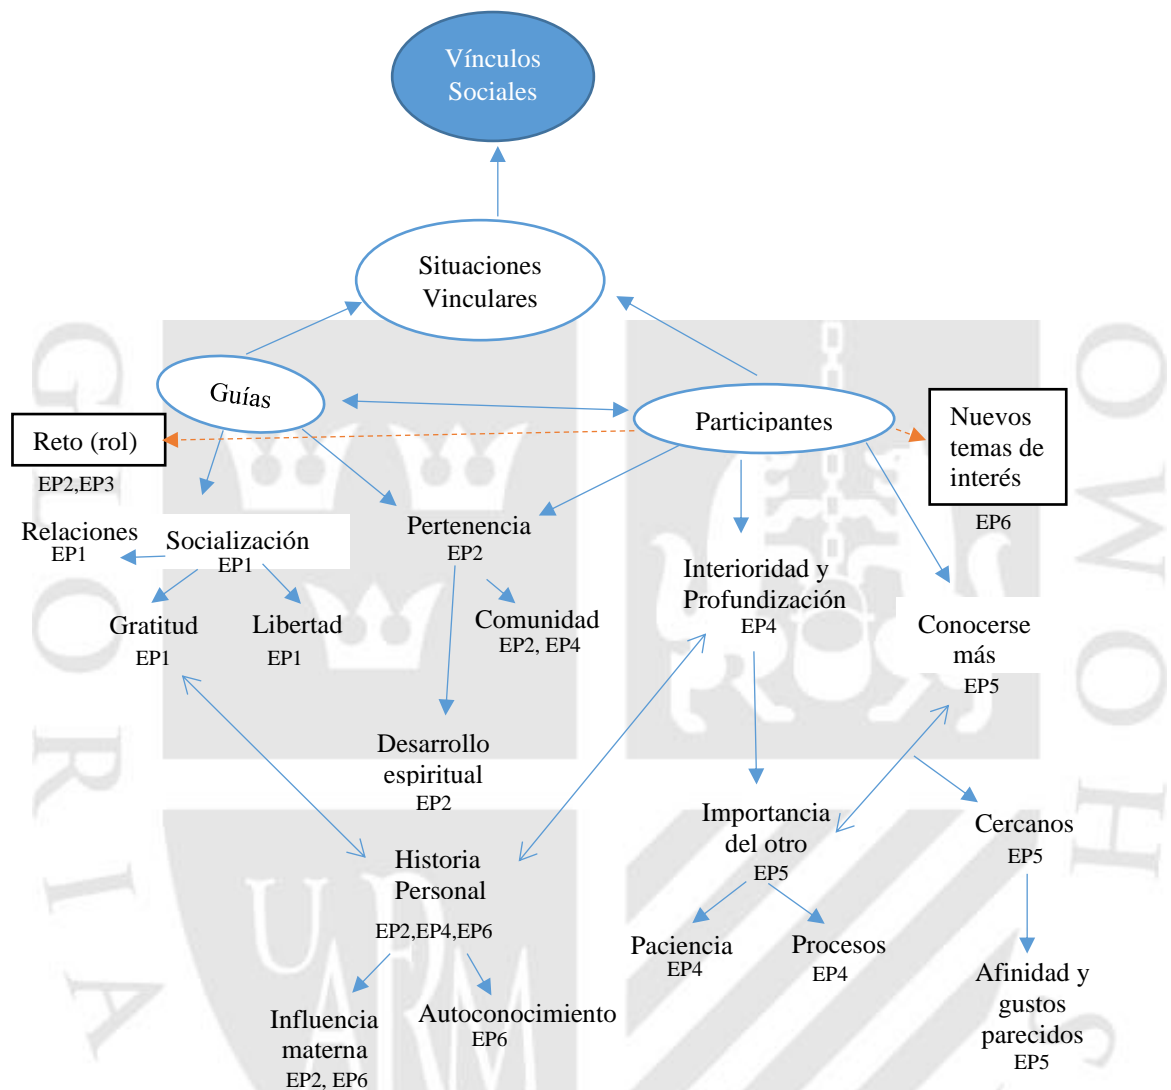 Vínculos
Sociales
Situaciones
Vinculares
Guías
Participantes
Reto (rol)
EP2,EP3
Nuevos
temas de
interés
EP6
Relaciones
EP1
Socialización
EP1
Pertenencia
EP2
Interioridad y
Profundización
EP4
Gratitud
EP1
Libertad
EP1
Comunidad
EP2, EP4
Conocerse
más
EP5
Desarrollo
espiritual
EP2
Importancia
del otro
EP5
Cercanos
EP5
Historia
Personal
EP2,EP4,EP6
Paciencia
EP4
Procesos
EP4
Afinidad y
gustos
parecidos
EP5
Influencia
materna
EP2, EP6
Autoconocimiento
EP6
GLORIA
HOMO
S
UARM